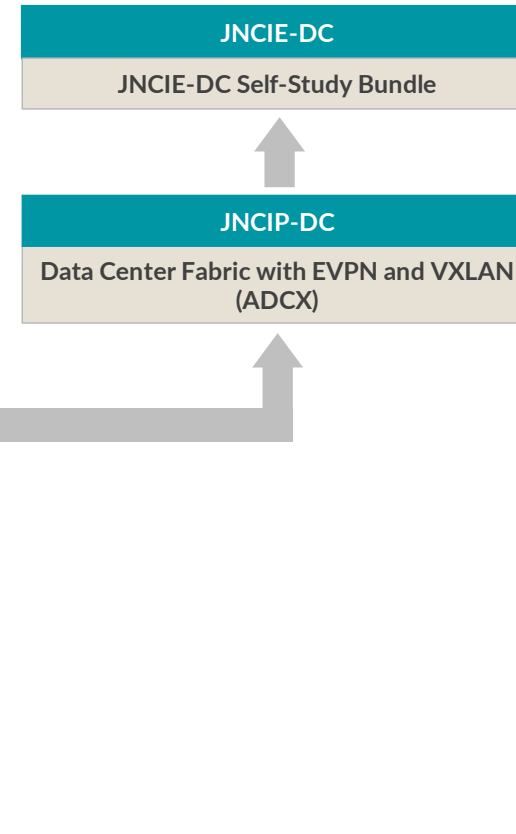 JNCIE-DC
JNCIE-DC Self-Study Bundle
JNCIP-DC
Data Center Fabric with EVPN and VXLAN
(ADCX)